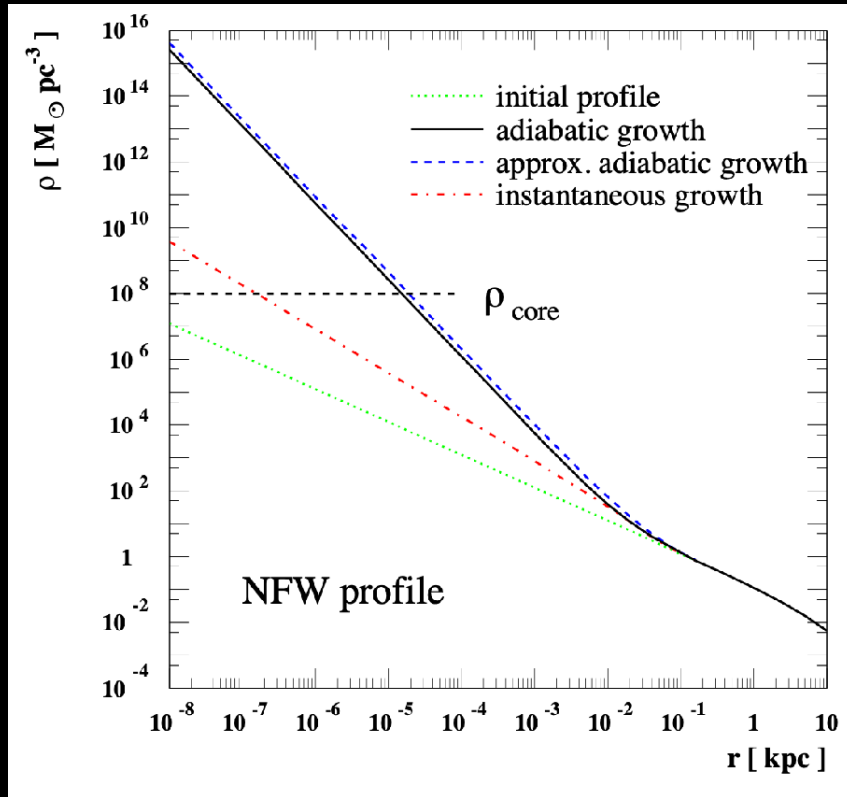 ρ [ M⊙ pc⁻³ ]
10¹⁶
10¹⁴
10¹²
10¹⁰
10⁸
10⁶
10⁴
10²
1
10⁻²
10⁻⁴
initial profile
adiabatic growth
approx. adiabatic growth
instantaneous growth
ρ core
NFW profile
10⁻⁸ 10⁻⁷ 10⁻⁶ 10⁻⁵ 10⁻⁴ 10⁻³ 10⁻² 10⁻¹ 1 10
r [ kpc ]